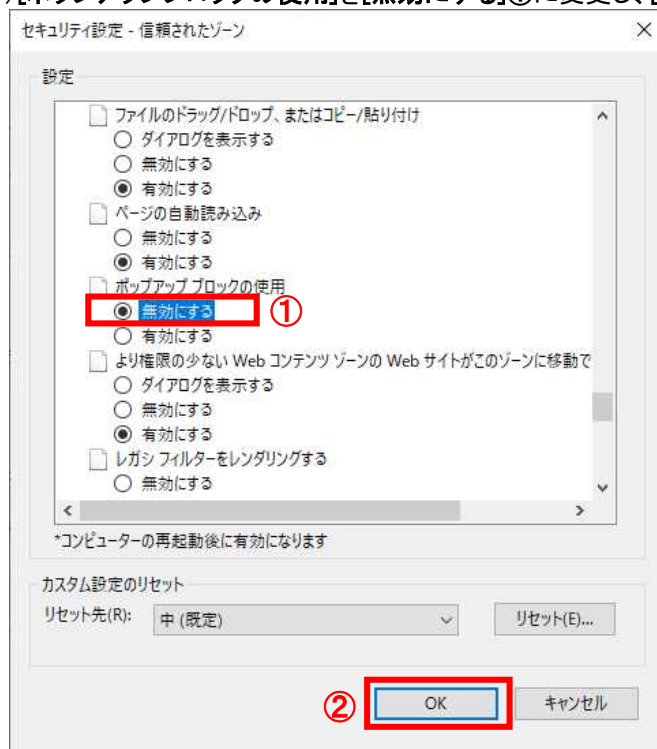 セキュリティ設定 - 信頼されたゾーン
設定
ファイルのドラッグ/ドロップ、またはコピー/貼り付け
ダイアログを表示する
無効にする
有効にする
ページの自動読み込み
無効にする
有効にする
ポップアップ ブロックの使用
無効にする ①
有効にする
より権限の少ない Web コンテンツ ゾーンの Web サイトがこのゾーンに移動で
ダイアログを表示する
無効にする
有効にする
レガシ フィルターをレンダリングする
無効にする
*コンピューターの再起動後に有効になります
カスタム設定のリセット
リセット先(R): 中 (既定) リセット(E)...
② OK キャンセル